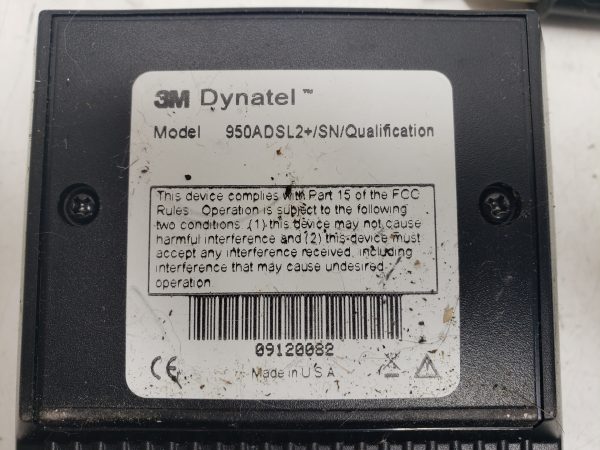 3M Dynatel™
Model 950ADSL2+/SN/Qualification
This device complies with Part 15 of the FCC
Rules. Operation is subject to the following
two conditions. (1) this device may not cause
harmful interference and (2) this device must
accept any interference received, including
interference that may cause undesired
operation.
09120082
CE
Made in U.S.A.